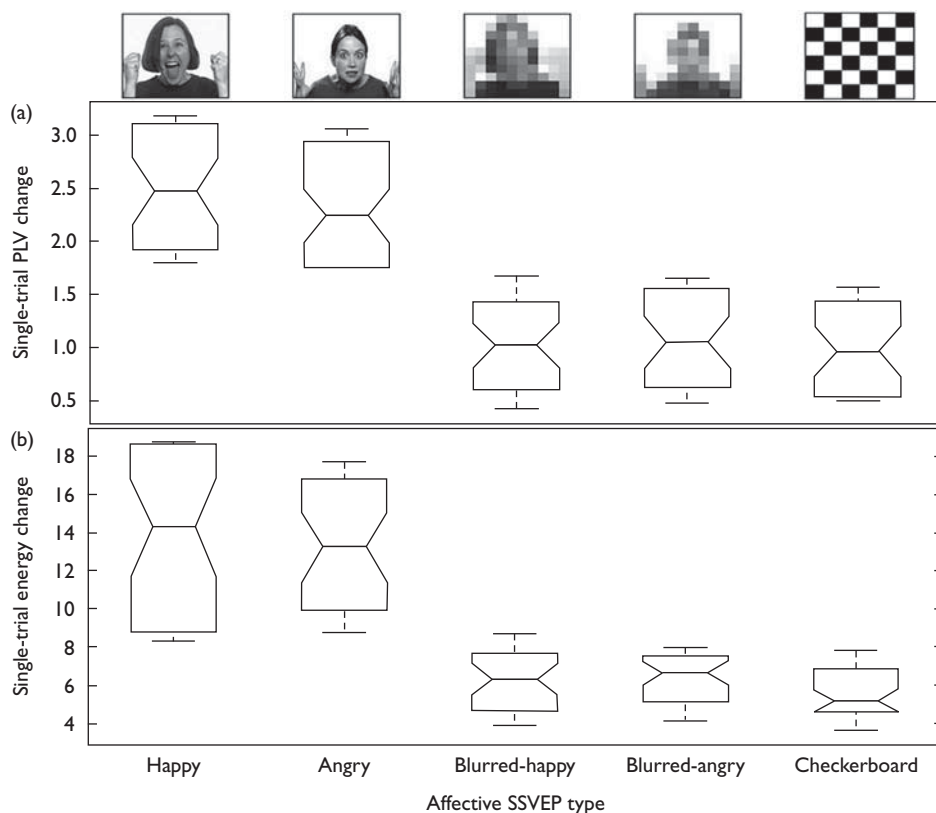 (a)
Single-trial PLV change
3.0
2.5
2.0
1.5
1.0
0.5
(b)
Single-trial energy change
18
16
14
12
10
8
6
4
Happy Angry Blurred-happy Blurred-angry Checkerboard
Affective SSVEP type